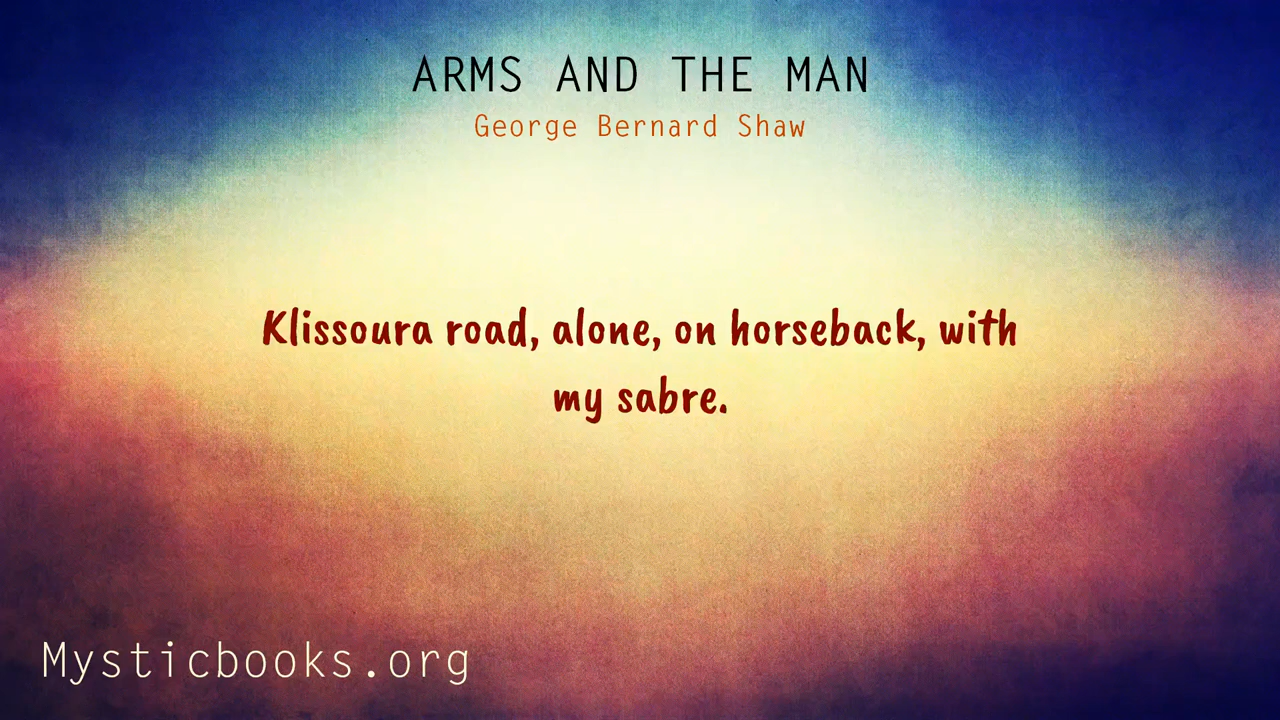 ARMS AND THE MAN
George Bernard Shaw
Klissoura road, alone, on horseback, with
my sabre.
Mysticbooks.org